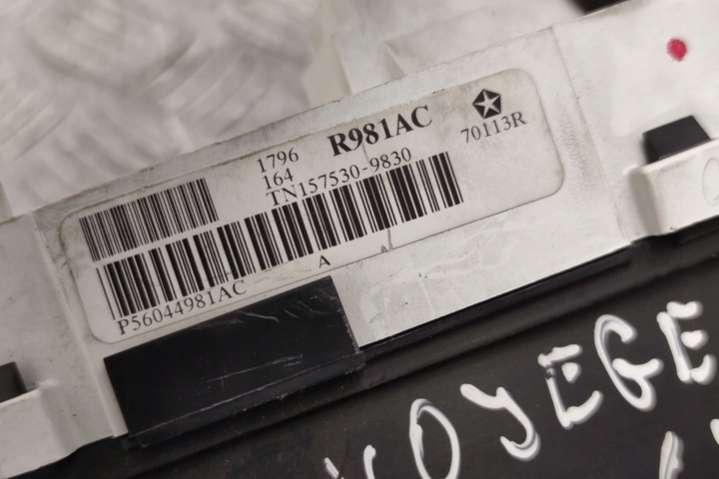 1796
R981AC
164
70113R
TN157530-9830
A
P56044981AC
VOYEGE